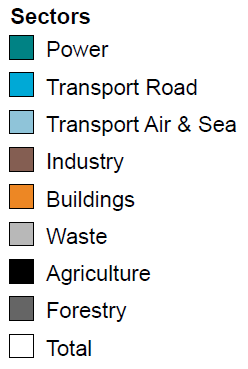 Sectors
Power
Transport Road
Transport Air & Sea
Industry
Buildings
Waste
Agriculture
Forestry
Total